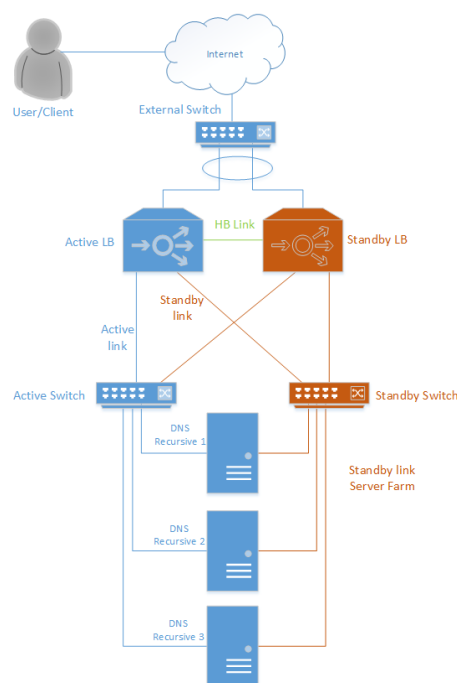 Internet
User/Client
External Switch
HB Link
Active LB
Standby LB
Standby
link
Active
link
Active Switch
Standby Switch
DNS
Recursive 1
Standby link
Server Farm
DNS
Recursive 2
DNS
Recursive 3